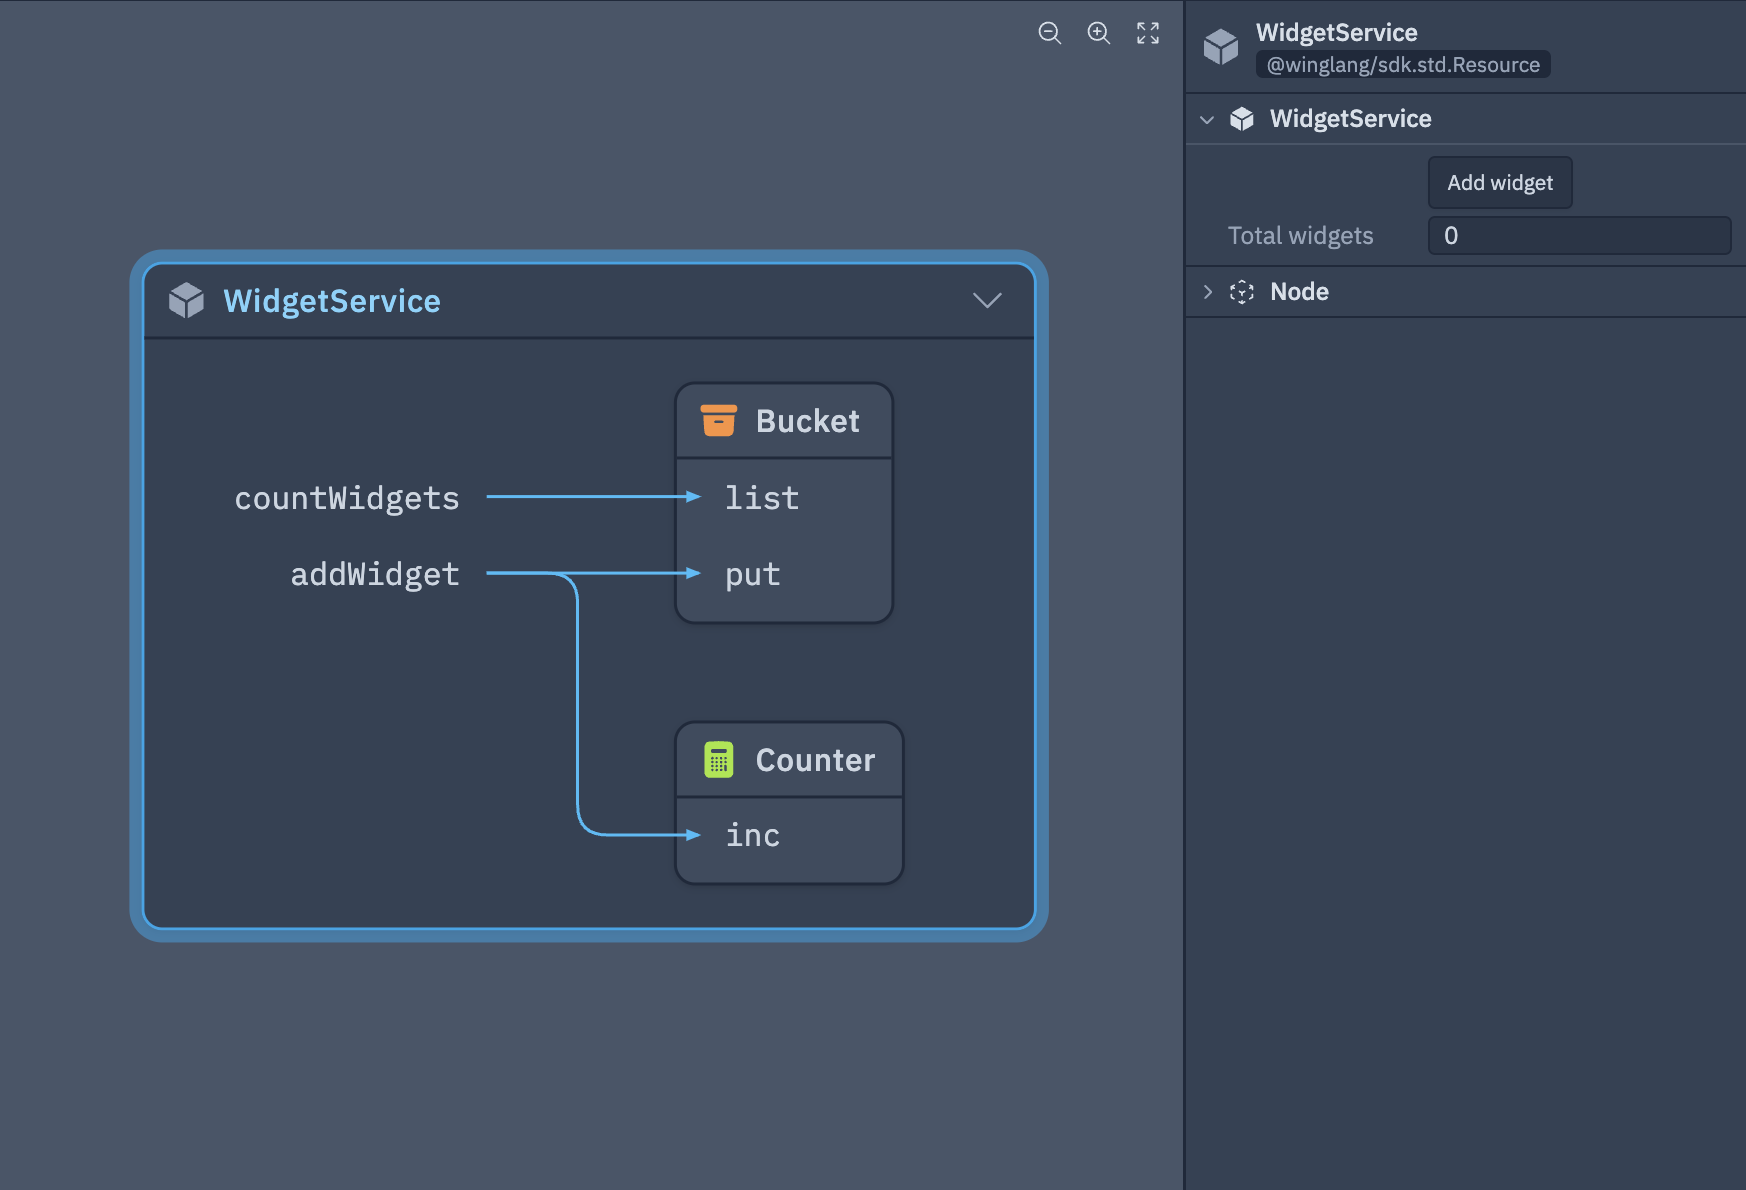 WidgetService
Bucket
countWidgets
list
addWidget
put
Counter
inc
WidgetService
@winglang/sdk.std.Resource
WidgetService
Add widget
Total widgets
0
Node